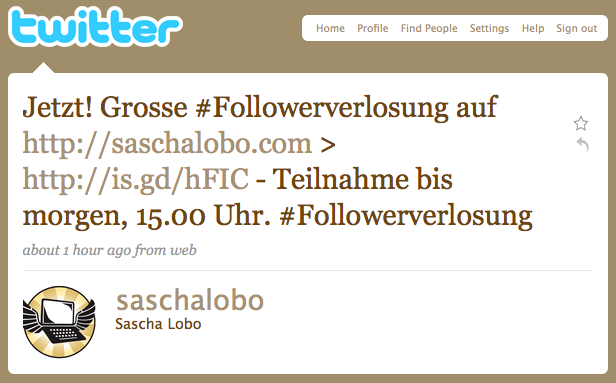 twitter
Home Profile Find People Settings Help Sign out
Jetzt! Grosse #Followerverlosung auf
http://saschalobo.com >
http://is.gd/hFIC - Teilnahme bis
morgen, 15.00 Uhr. #Followerverlosung
about 1 hour ago from web
saschalobo
Sascha Lobo